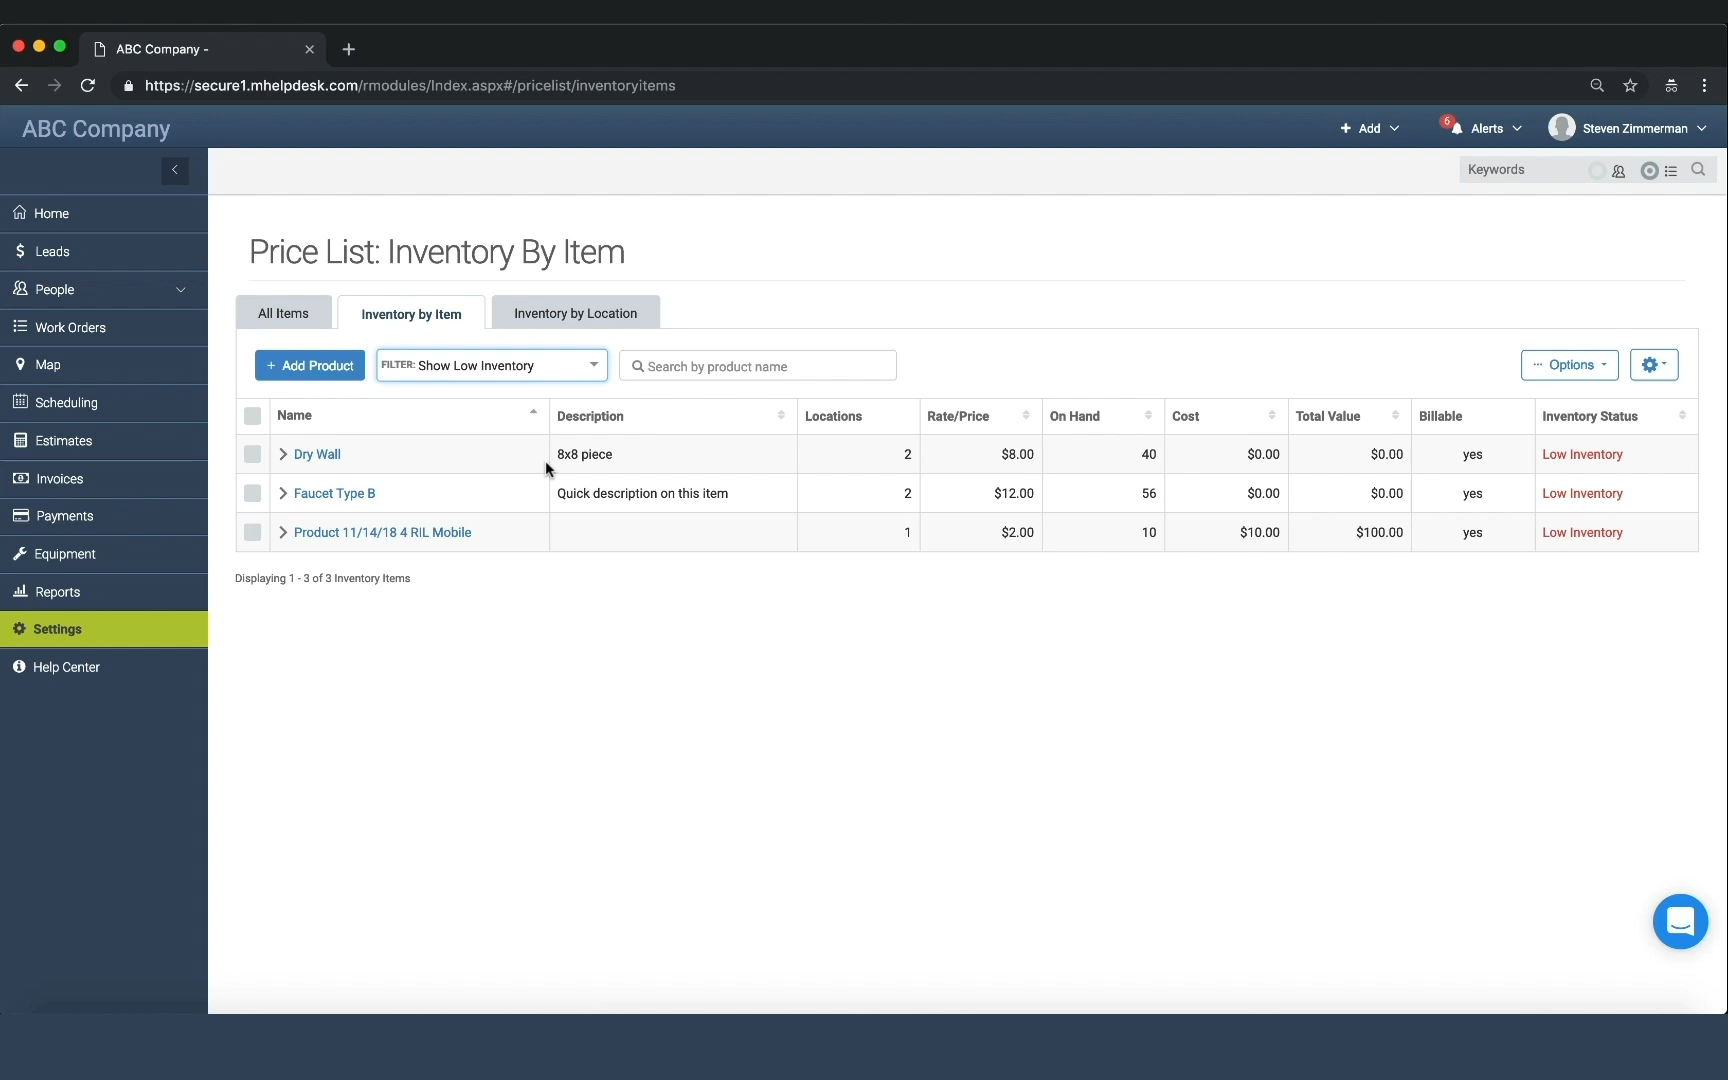 ABC Company -
https://secure1.mhelpdesk.com/rmodules/Index.aspx#/pricelist/inventoryitems
ABC Company
+ Add
6
Alerts
Steven Zimmerman
Keywords
Home
Leads
People
Work Orders
Map
Scheduling
Estimates
Invoices
Payments
Equipment
Reports
Settings
Help Center
Price List: Inventory By Item
All Items
Inventory by Item
Inventory by Location
+ Add Product
FILTER: Show Low Inventory
Search by product name
Options
Name Description Locations Rate/Price On Hand Cost Total Value Billable Inventory Status
Dry Wall 8x8 piece 2 $8.00 40 $0.00 $0.00 yes Low Inventory
Faucet Type B Quick description on this item 2 $12.00 56 $0.00 $0.00 yes Low Inventory
Product 11/14/18 4 RIL Mobile 1 $2.00 10 $10.00 $100.00 yes Low Inventory
Displaying 1 - 3 of 3 Inventory Items